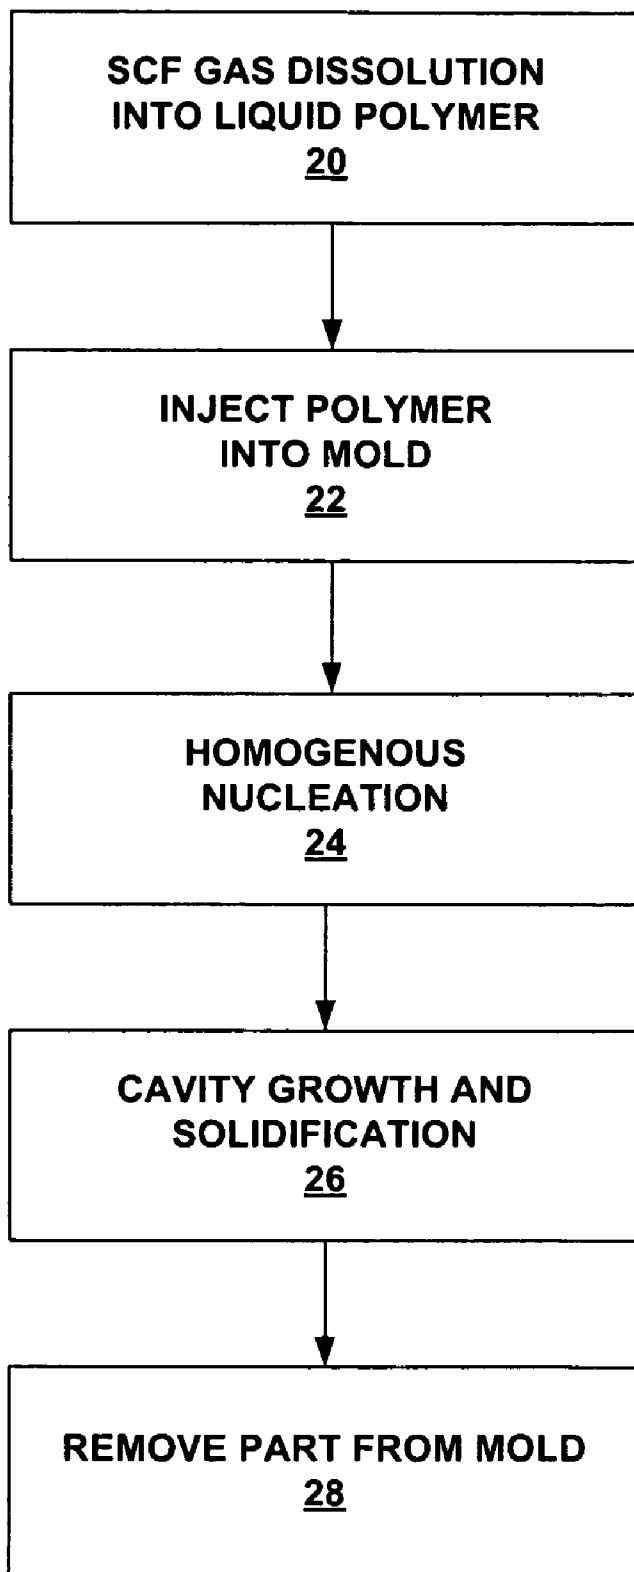 SCF GAS DISSOLUTION
INTO LIQUID POLYMER
20
INJECT POLYMER
INTO MOLD
22
HOMOGENOUS
NUCLEATION
24
CAVITY GROWTH AND
SOLIDIFICATION
26
REMOVE PART FROM MOLD
28